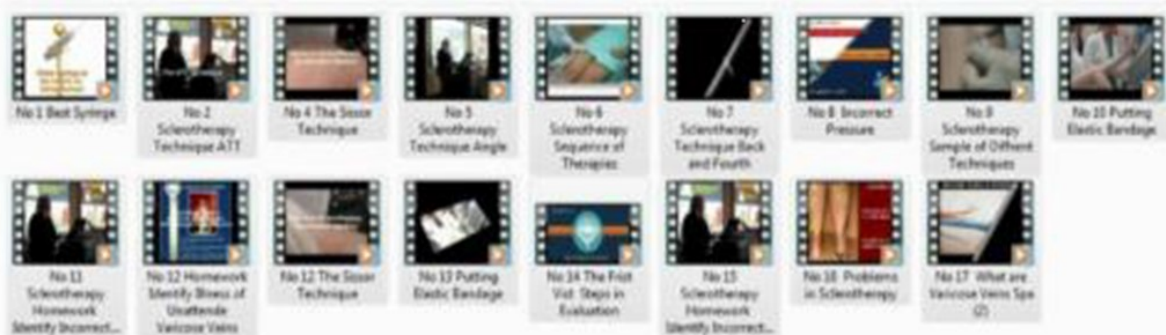 No 1 Best Syringe
No 2
Sclerotherapy
Technique ATT
No 4 The Sissor
Technique
No 5
Sclerotherapy
Technique Angle
No 6
Sclerotherapy
Sequence of
Therapies
No 7
Sclerotherapy
Technique Back
and Fourth
No 8 Incorrect
Pressure
No 9
Sclerotherapy
Sample of Difrent
Techniques
No 10 Putting
Elastic Bandage
No 11
Sclerotherapy
Homework
Identify Incorrect...
No 12 Homework
Identify Illness of
Unattende
Varicose Veins
No 12 The Sissor
Technique
No 13 Putting
Elastic Bandage
No 14 The Frist
Vist Steps in
Evaluation
No 15
Sclerotherapy
Homework
Identify Incorrect...
No 16 Problems
in Sclerotherapy
No 17 What are
Varicose Veins Spa
(2)